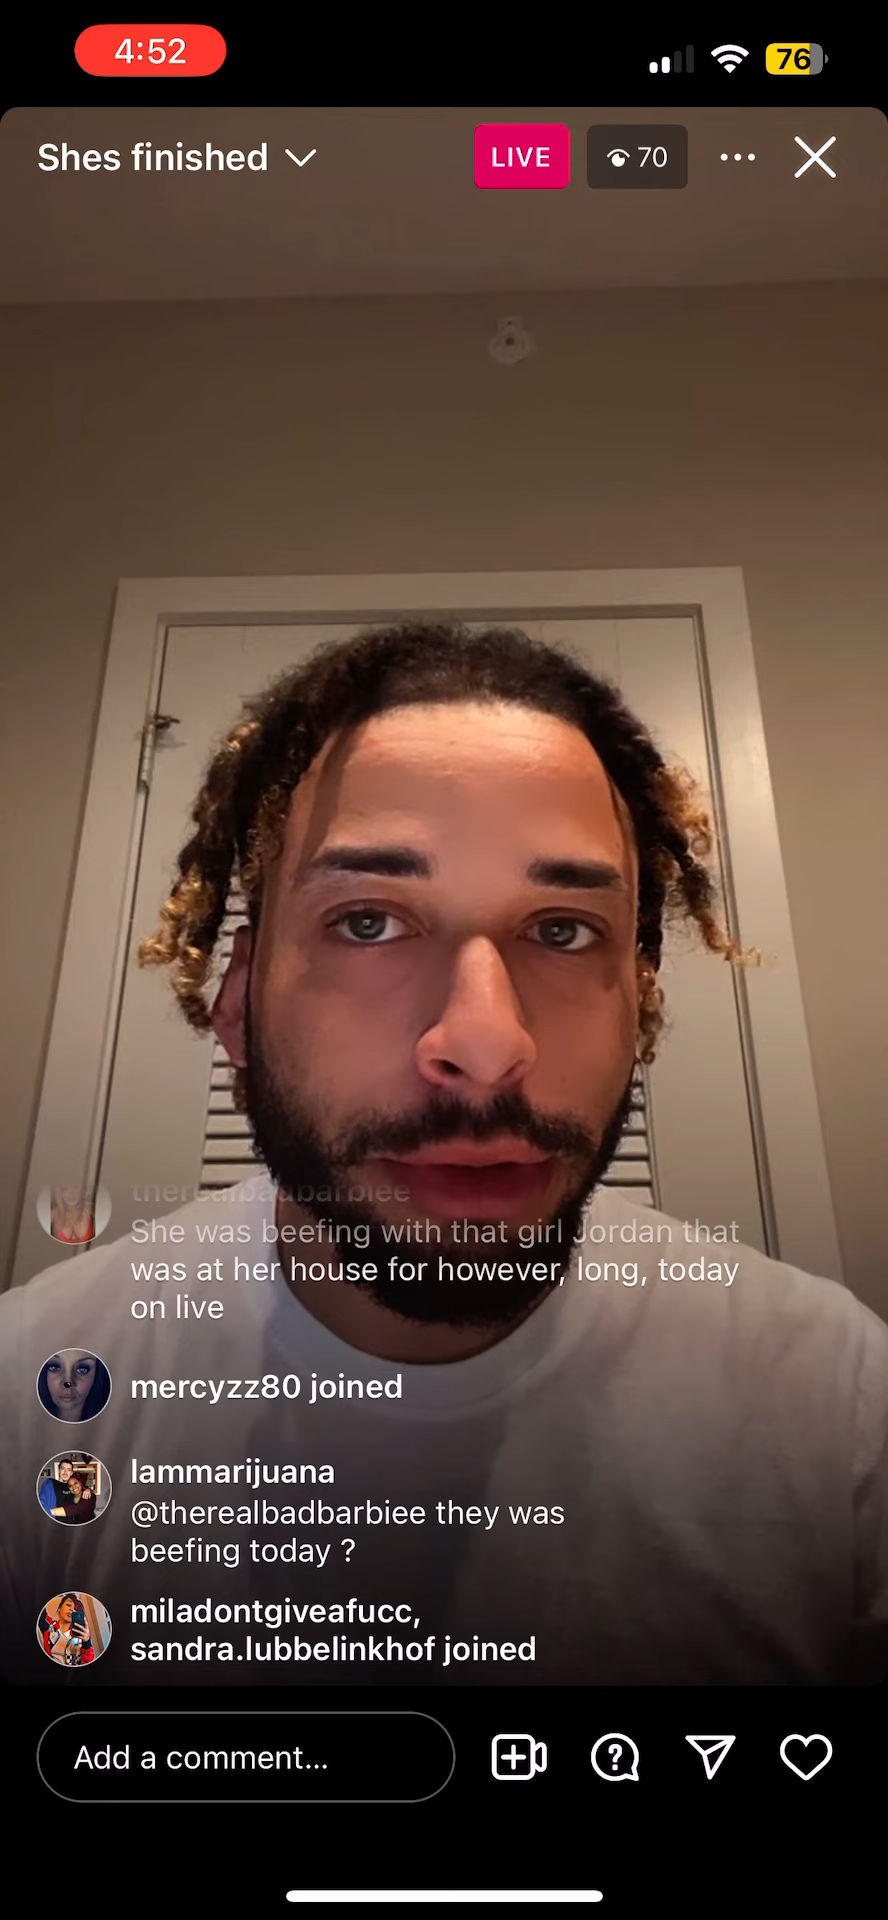 4:52
76
Shes finished
LIVE
70
therealbadbarbiee
She was beefing with that girl Jordan that
was at her house for however, long, today
on live
mercyzz80 joined
lammarijuana
@therealbadbarbiee they was
beefing today ?
miladontgiveafucc,
sandra.lubbelinkhof joined
Add a comment...